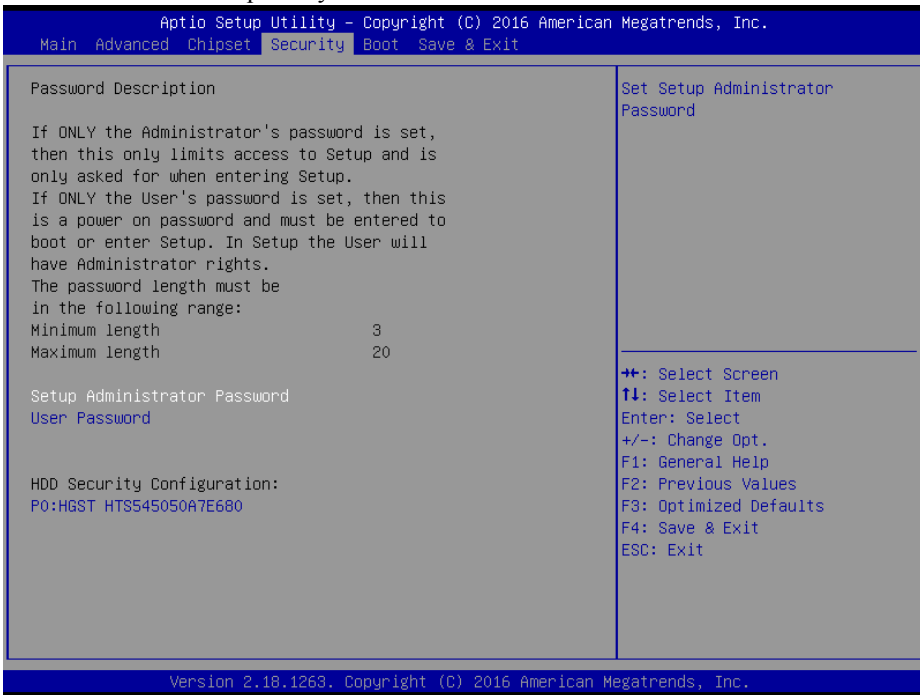 Aptio Setup Utility – Copyright (C) 2016 American Megatrends, Inc.
Main Advanced Chipset Security Boot Save & Exit
Password Description
If ONLY the Administrator's password is set,
then this only limits access to Setup and is
only asked for when entering Setup.
If ONLY the User's password is set, then this
is a power on password and must be entered to
boot or enter Setup. In Setup the User will
have Administrator rights.
The password length must be
in the following range:
Minimum length 3
Maximum length 20
Setup Administrator Password
User Password
HDD Security Configuration:
P0:HGST HTS545050A7E680
Set Setup Administrator
Password
→←: Select Screen
↑↓: Select Item
Enter: Select
+/-: Change Opt.
F1: General Help
F2: Previous Values
F3: Optimized Defaults
F4: Save & Exit
ESC: Exit
Version 2.18.1263. Copyright (C) 2016 American Megatrends, Inc.